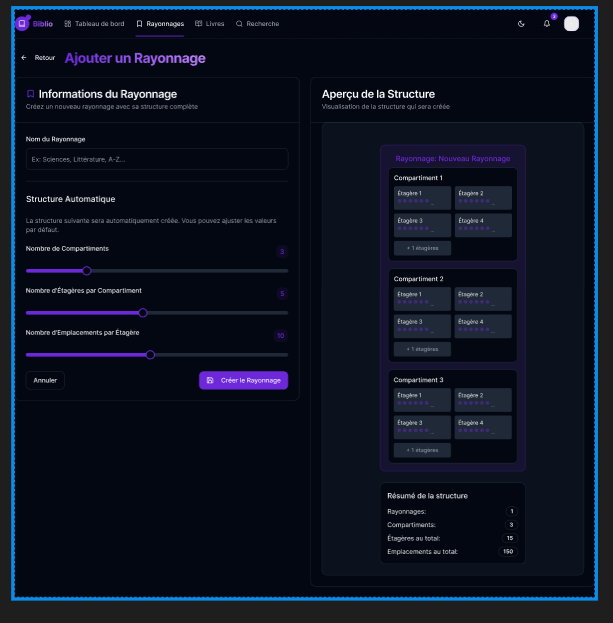 Biblio
Tableau de bord
Rayonnages
Livres
Recherche
Retour
Ajouter un Rayonnage
Informations du Rayonnage
Créez un nouveau rayonnage avec sa structure complète
Nom du Rayonnage
Ex: Sciences, Littérature, A-Z...
Structure Automatique
La structure suivante sera automatiquement créée. Vous pouvez ajuster les valeurs
par défaut.
Nombre de Compartiments
3
Nombre d'Étagères par Compartiment
5
Nombre d'Emplacements par Étagère
10
Annuler
Créer le Rayonnage
Aperçu de la Structure
Visualisation de la structure qui sera créée
Rayonnage: Nouveau Rayonnage
Compartiment 1
Étagère 1
Étagère 2
Étagère 3
Étagère 4
+ 1 étagères
Compartiment 2
Étagère 1
Étagère 2
Étagère 3
Étagère 4
+ 1 étagères
Compartiment 3
Étagère 1
Étagère 2
Étagère 3
Étagère 4
+ 1 étagères
Résumé de la structure
Rayonnages: 1
Compartiments: 3
Étagères au total: 15
Emplacements au total: 150